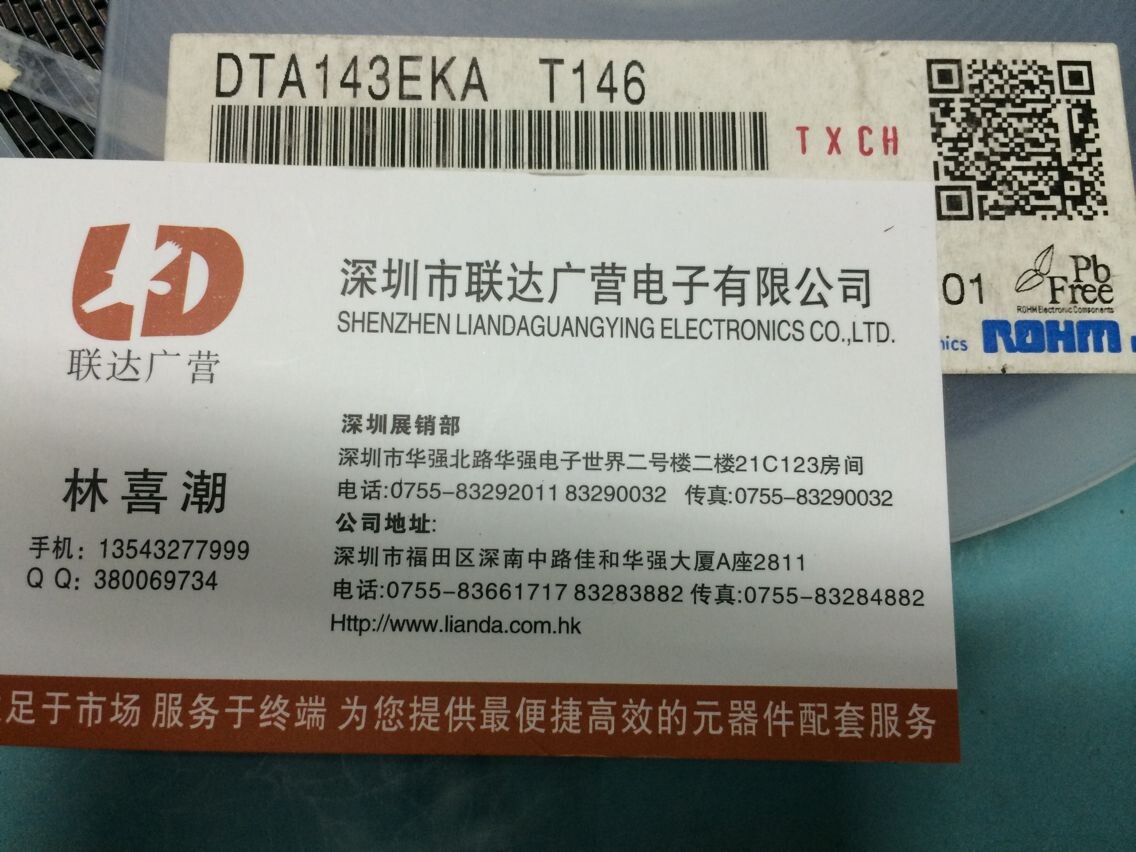 DTA143EKA T146
TXCH
01
Pb
Free
ROHM Electronic Components
ROHM
联达广营
深圳市联达广营电子有限公司
SHENZHEN LIANDAGUANGYING ELECTRONICS CO.,LTD.
林喜潮
手机：13543277999
QQ：380069734
深圳展销部
深圳市华强北路华强电子世界二号楼二楼21C123房间
电话:0755-83292011 83290032 传真:0755-83290032
公司地址:
深圳市福田区深南中路佳和华强大厦A座2811
电话:0755-83661717 83283882 传真:0755-83284882
Http://www.lianda.com.hk
足于市场 服务于终端 为您提供最便捷高效的元器件配套服务